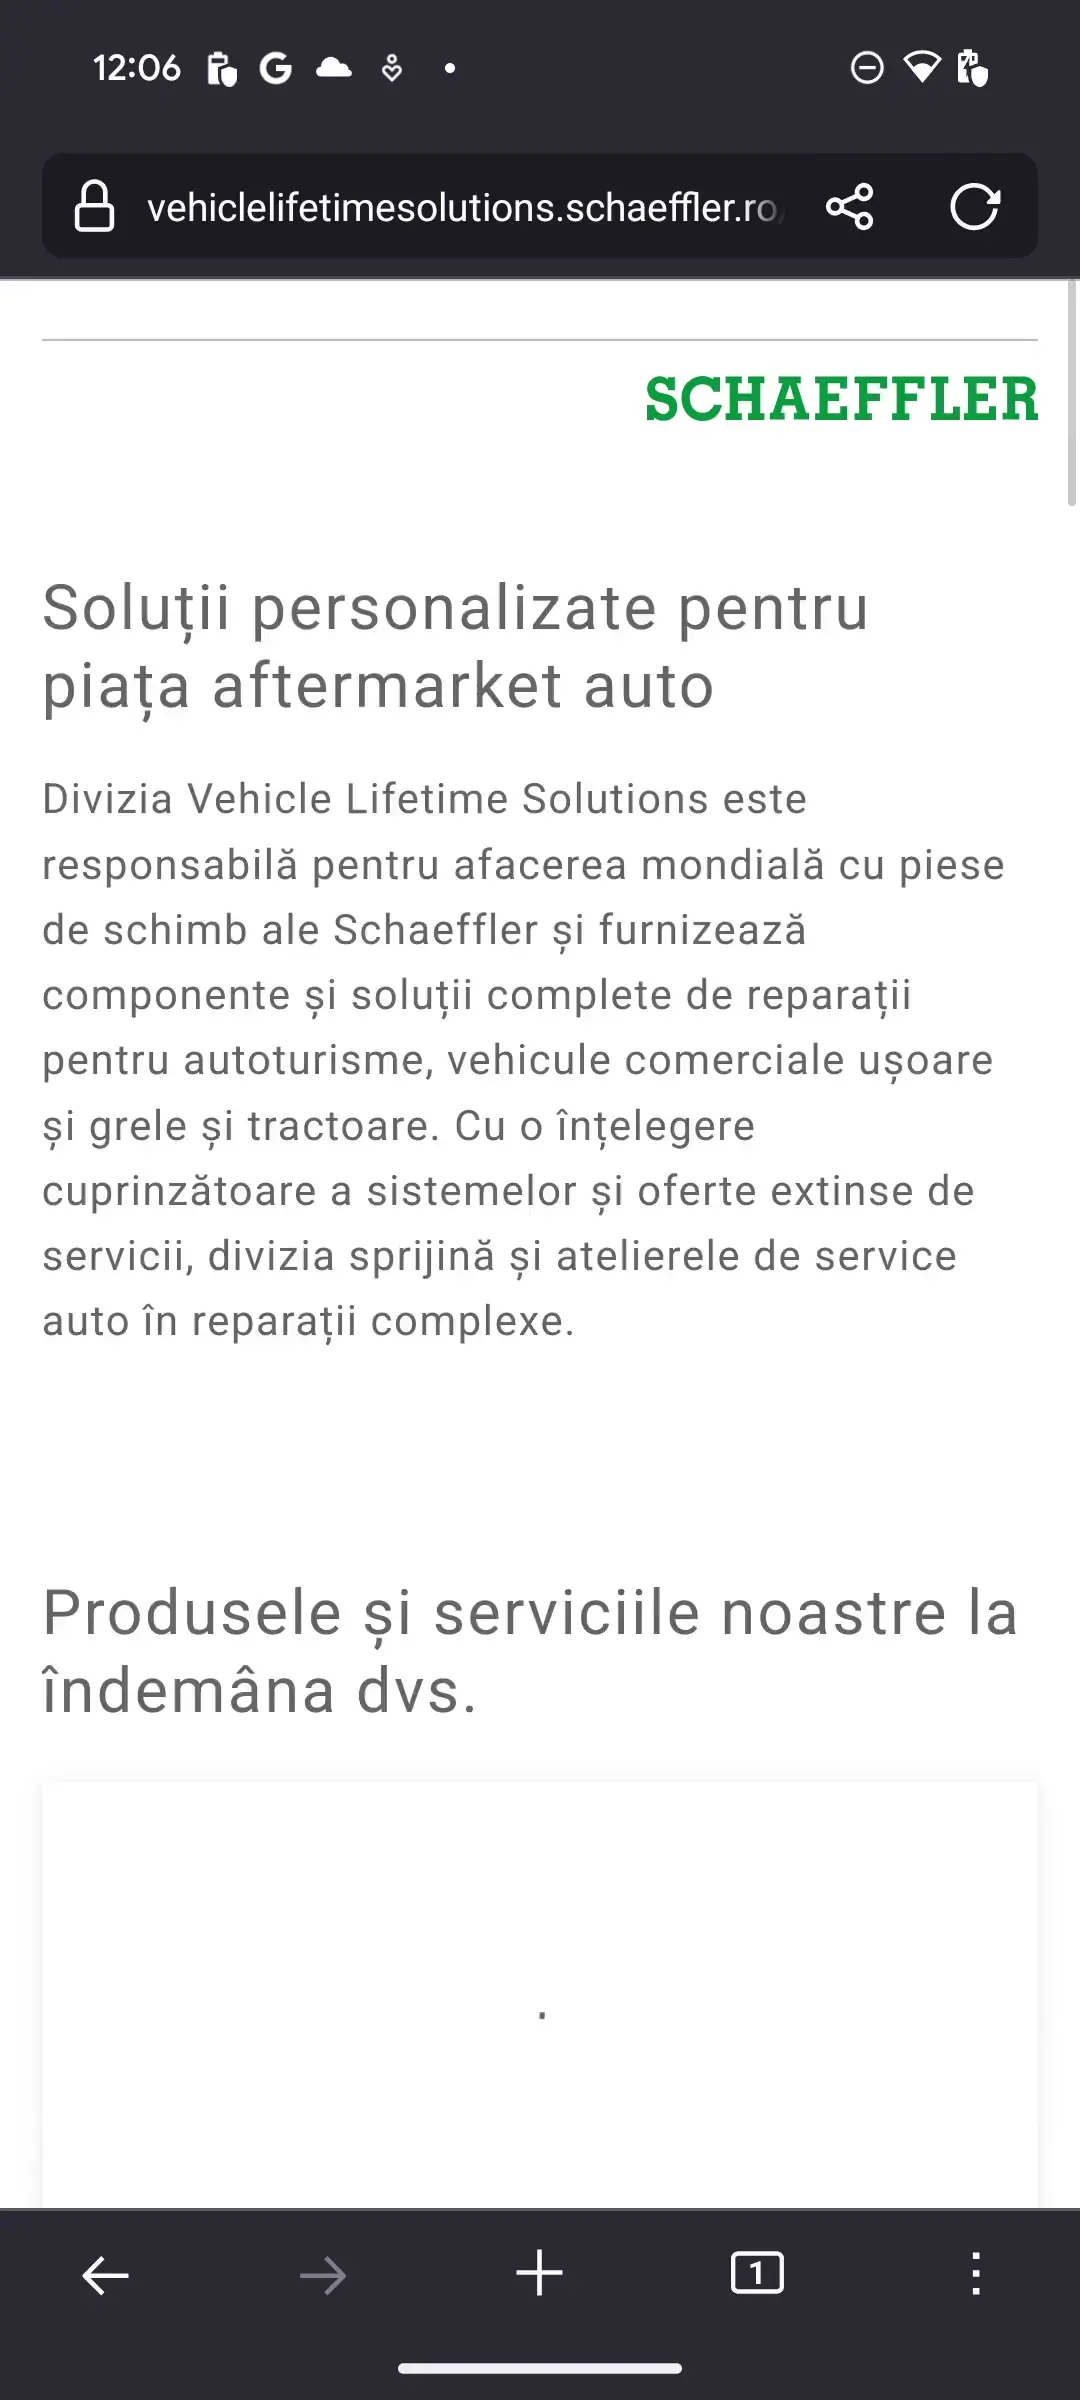 12:06
vehiclelifetimesolutions.schaeffler.ro
SCHAEFFLER
Soluții personalizate pentru
piața aftermarket auto
Divizia Vehicle Lifetime Solutions este
responsabilă pentru afacerea mondială cu piese
de schimb ale Schaeffler și furnizează
componente și soluții complete de reparații
pentru autoturisme, vehicule comerciale ușoare
și grele și tractoare. Cu o înțelegere
cuprinzătoare a sistemelor și oferte extinse de
servicii, divizia sprijină și atelierele de service
auto în reparații complexe.
Produsele și serviciile noastre la
îndemâna dvs.
1